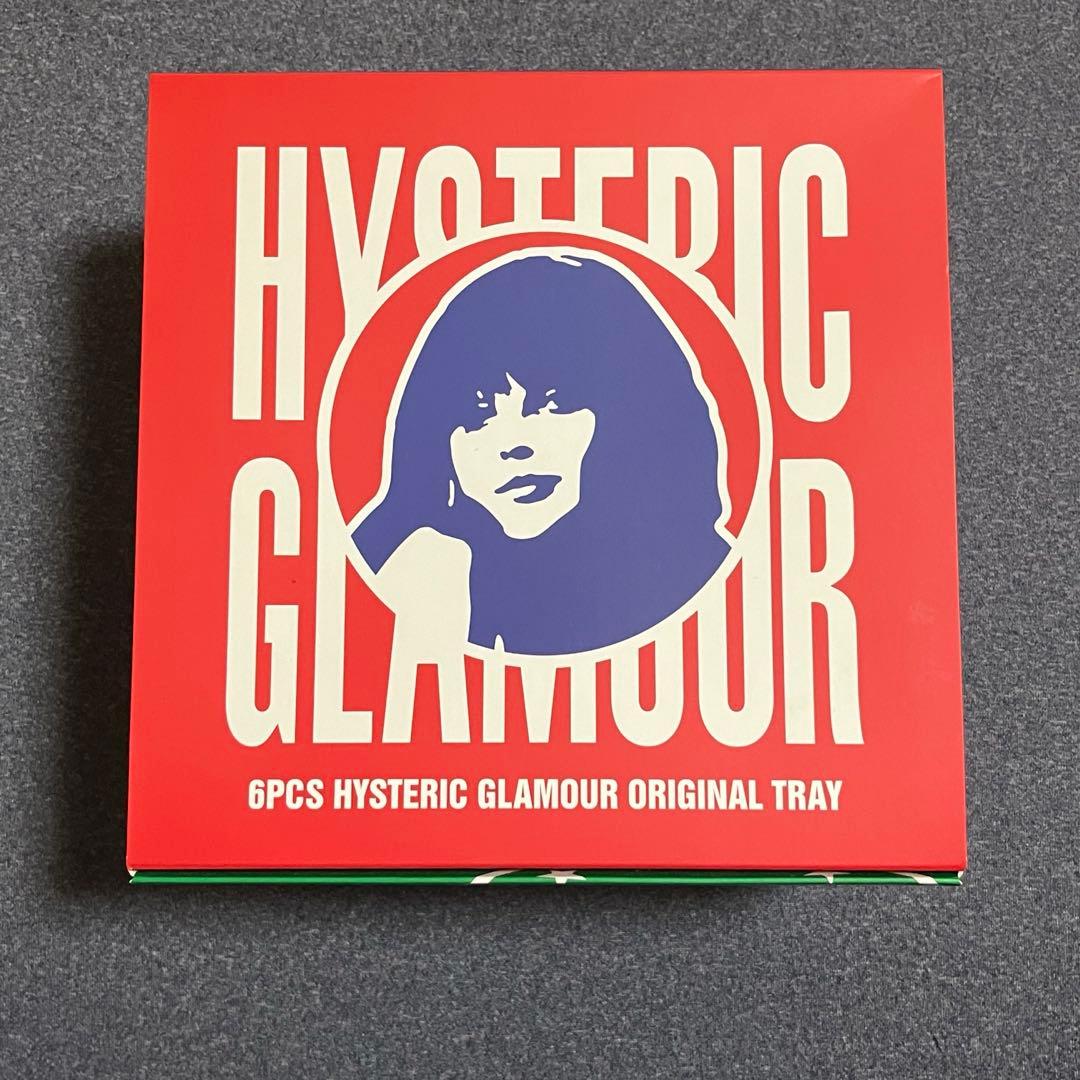 HYSTERIC
GLAMOUR
6PCS HYSTERIC GLAMOUR ORIGINAL TRAY